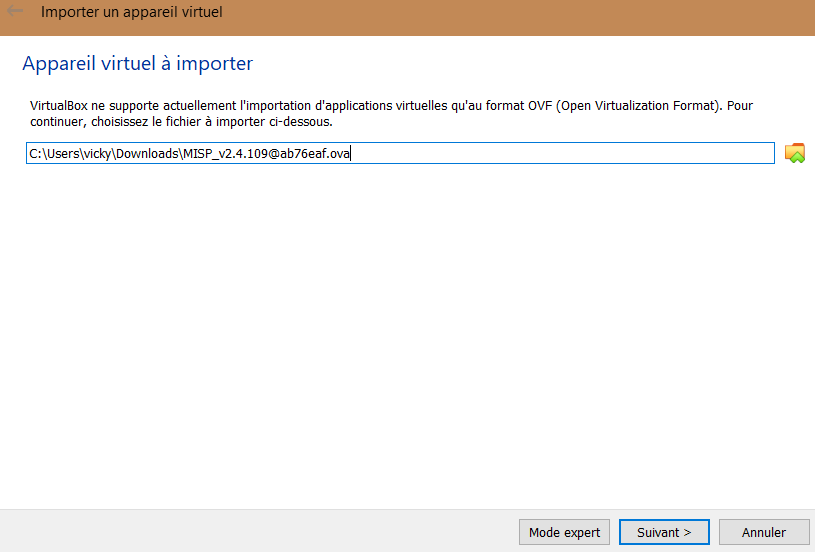 Importer un appareil virtuel
Appareil virtuel à importer
VirtualBox ne supporte actuellement l'importation d'applications virtuelles qu'au format OVF (Open Virtualization Format). Pour
continuer, choisissez le fichier à importer ci-dessous.
C:\Users\vicky\Downloads\MISP_v2.4.109@ab76eaf.ova
Mode expert
Suivant >
Annuler